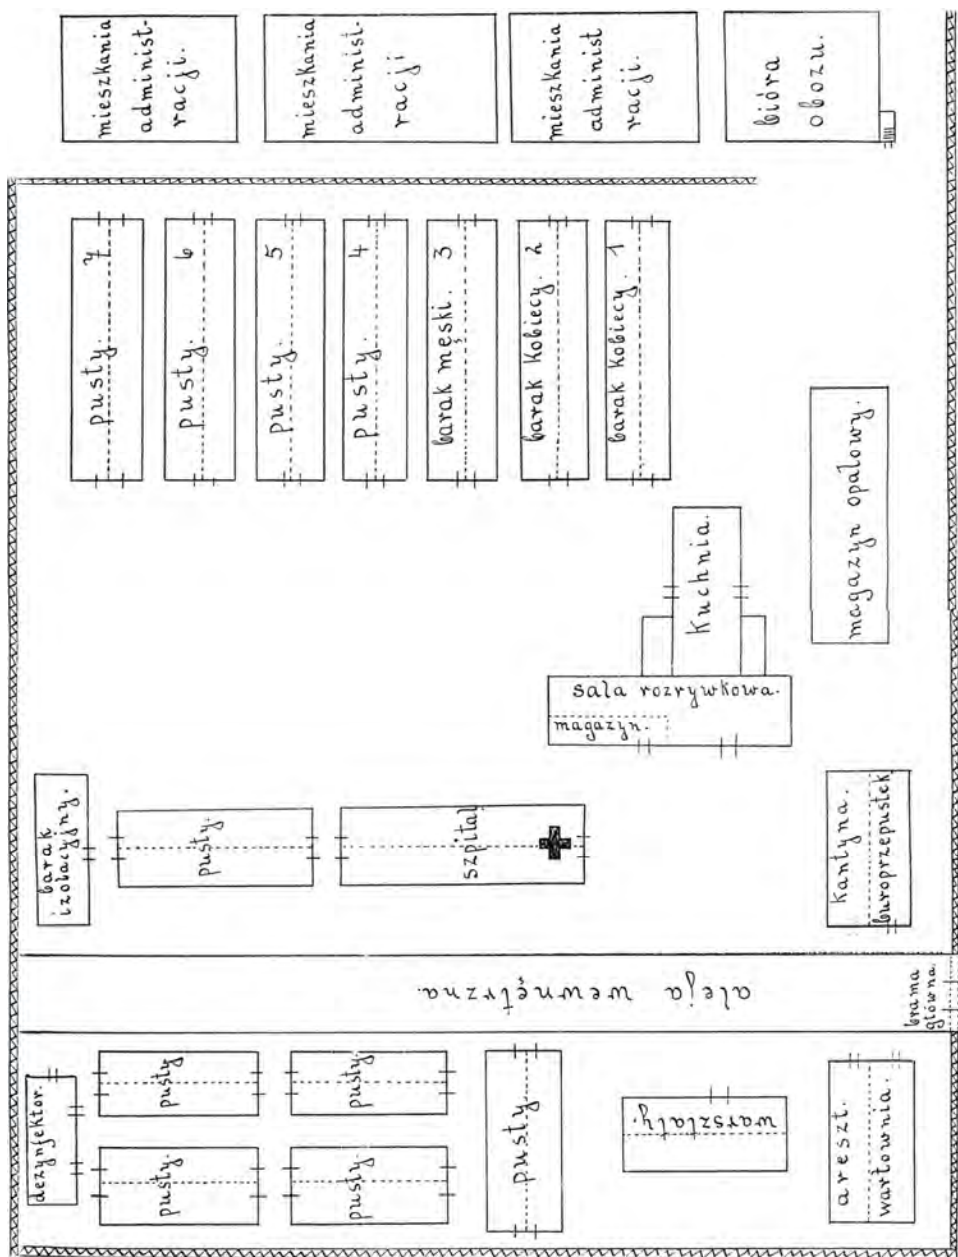 mieszkania
administ-
racji.
mieszkania
administ-
racji
mieszkania
administ
racji.
bióra
obozu.
pusty. 7
pusty. 6
pusty. 5
pusty. 4
barak męski. 3
barak Kobiecy. 2
barak Kobiecy. 1
magazyn opałowy.
Kuchnia.
sala rozrywkowa.
magazyn.
barak
izolacyjny.
pusty.
szpital
kantyna.
biuro przepustek
aleja wewnętrzna.
brama
główna.
dezynjektor.
pusty
pusty.
pusty.
pusty.
pusty
warsztaty.
areszt.
wartownia.